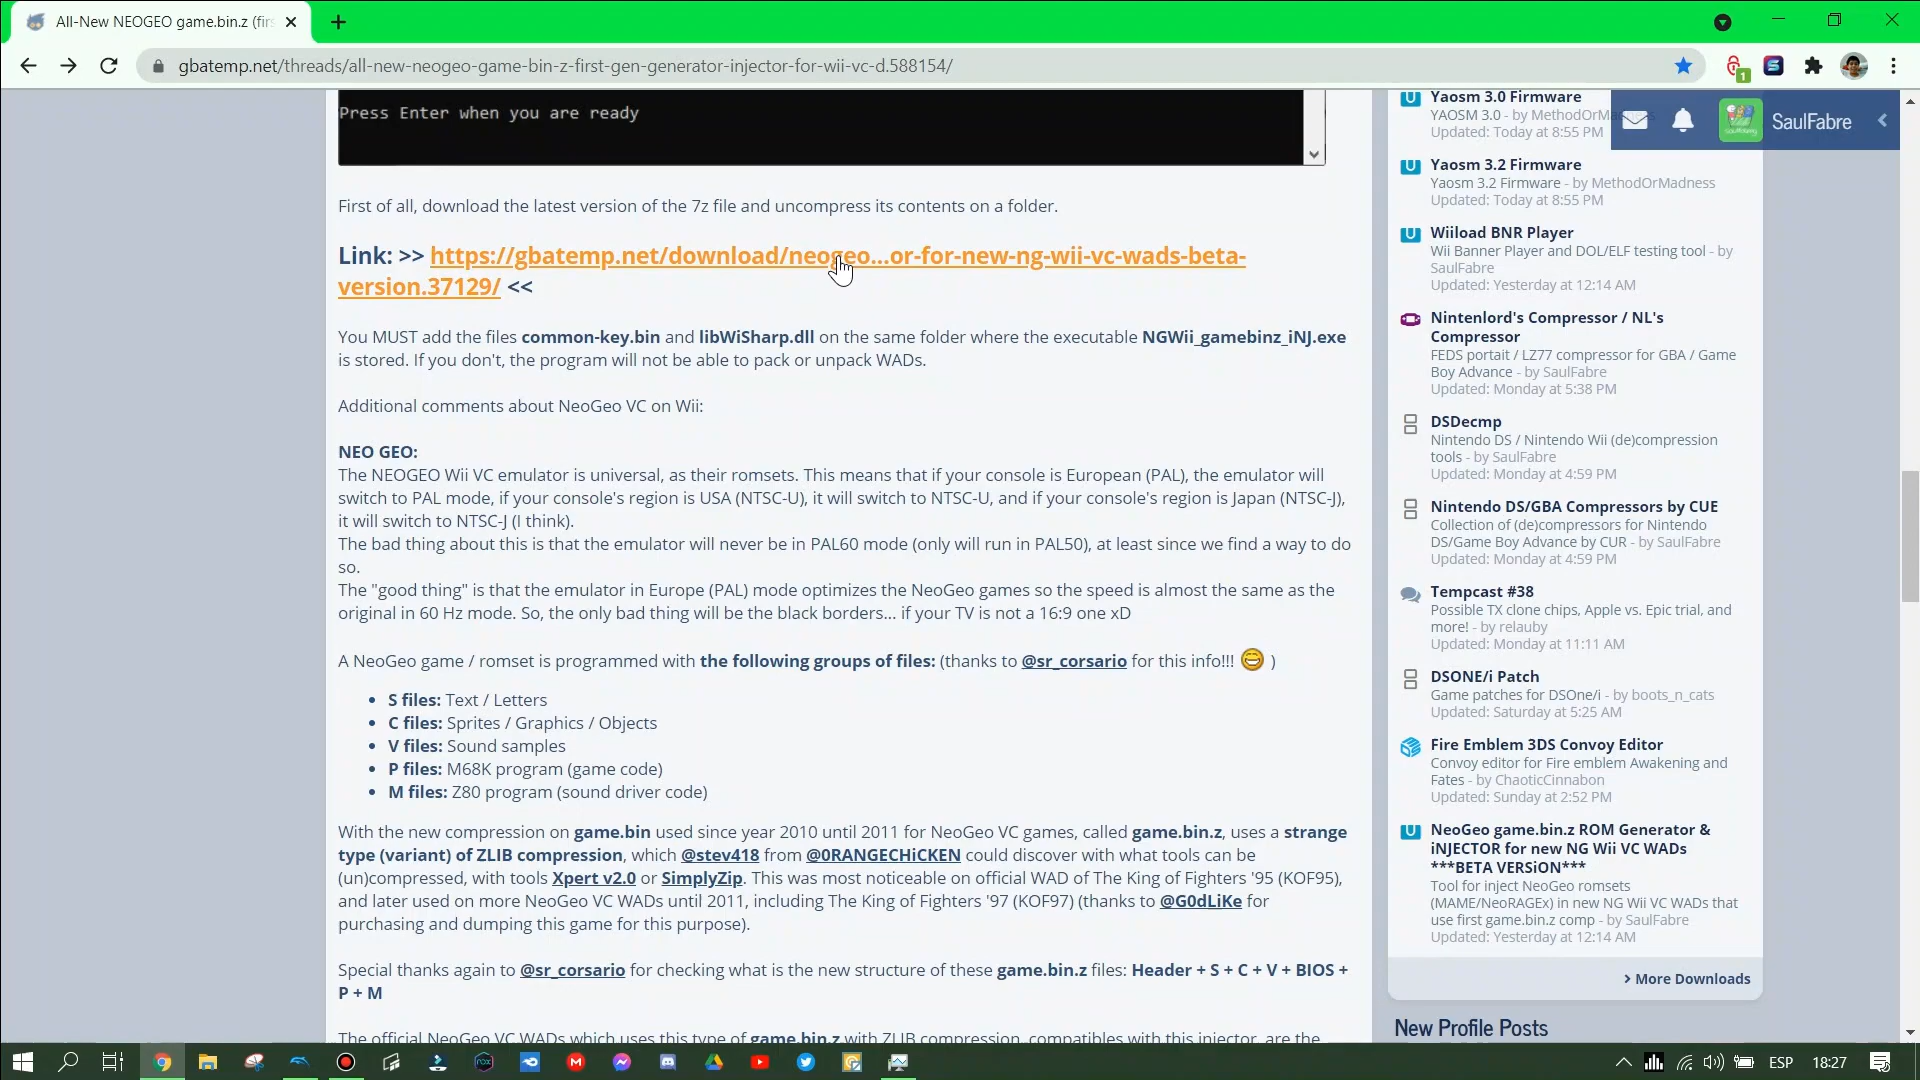 All-New NEOGEO game.bin.z (firs
gbatemp.net/threads/all-new-neogeo-game-bin-z-first-gen-generator-injector-for-wii-vc-d.588154/
1
Press Enter when you are ready
First of all, download the latest version of the 7z file and uncompress its contents on a folder.
Link: >> https://gbatemp.net/download/neogeo...or-for-new-ng-wii-vc-wads-beta-
version.37129/ <<
You MUST add the files common-key.bin and libWiSharp.dll on the same folder where the executable NGWii_gamebinz_iNJ.exe
is stored. If you don't, the program will not be able to pack or unpack WADs.
Additional comments about NeoGeo VC on Wii:
NEO GEO:
The NEOGEO Wii VC emulator is universal, as their romsets. This means that if your console is European (PAL), the emulator will
switch to PAL mode, if your console's region is USA (NTSC-U), it will switch to NTSC-U, and if your console's region is Japan (NTSC-J),
it will switch to NTSC-J (I think).
The bad thing about this is that the emulator will never be in PAL60 mode (only will run in PAL50), at least since we find a way to do
so.
The "good thing" is that the emulator in Europe (PAL) mode optimizes the NeoGeo games so the speed is almost the same as the
original in 60 Hz mode. So, the only bad thing will be the black borders... if your TV is not a 16:9 one xD
A NeoGeo game / romset is programmed with the following groups of files: (thanks to @sr_corsario for this info!!! )
• S files: Text / Letters
• C files: Sprites / Graphics / Objects
• V files: Sound samples
• P files: M68K program (game code)
• M files: Z80 program (sound driver code)
With the new compression on game.bin used since year 2010 until 2011 for NeoGeo VC games, called game.bin.z, uses a strange
type (variant) of ZLIB compression, which @stev418 from @0RANGECHiCKEN could discover with what tools can be
(un)compressed, with tools Xpert v2.0 or SimplyZip. This was most noticeable on official WAD of The King of Fighters '95 (KOF95),
and later used on more NeoGeo VC WADs until 2011, including The King of Fighters '97 (KOF97) (thanks to @G0dLiKe for
purchasing and dumping this game for this purpose).
Special thanks again to @sr_corsario for checking what is the new structure of these game.bin.z files: Header + S + C + V + BIOS +
P + M
The official NeoGeo VC WADs which uses this type of game.bin.z with ZLIB compression, compatibles with this injector, are the
SaulFabre
Yaosm 3.0 Firmware
YAOSM 3.0 - by MethodOrMadness
Updated: Today at 8:55 PM
Yaosm 3.2 Firmware
Yaosm 3.2 Firmware - by MethodOrMadness
Updated: Today at 8:55 PM
Wiiload BNR Player
Wii Banner Player and DOL/ELF testing tool - by
SaulFabre
Updated: Yesterday at 12:14 AM
Nintenlord's Compressor / NL's
Compressor
FEDS portait / LZ77 compressor for GBA / Game
Boy Advance - by SaulFabre
Updated: Monday at 5:38 PM
DSDecmp
Nintendo DS / Nintendo Wii (de)compression
tools - by SaulFabre
Updated: Monday at 4:59 PM
Nintendo DS/GBA Compressors by CUE
Collection of (de)compressors for Nintendo
DS/Game Boy Advance by CUR - by SaulFabre
Updated: Monday at 4:59 PM
Tempcast #38
Possible TX clone chips, Apple vs. Epic trial, and
more! - by relauby
Updated: Monday at 11:11 AM
DSONE/i Patch
Game patches for DSOne/i - by boots_n_cats
Updated: Saturday at 5:25 AM
Fire Emblem 3DS Convoy Editor
Convoy editor for Fire emblem Awakening and
Fates - by ChaoticCinnabon
Updated: Sunday at 2:52 PM
NeoGeo game.bin.z ROM Generator &
iNJECTOR for new NG Wii VC WADs
***BETA VERSiON***
Tool for inject NeoGeo romsets
(MAME/NeoRAGEx) in new NG Wii VC WADs that
use first game.bin.z comp - by SaulFabre
Updated: Yesterday at 12:14 AM
> More Downloads
New Profile Posts
ESP
18:27